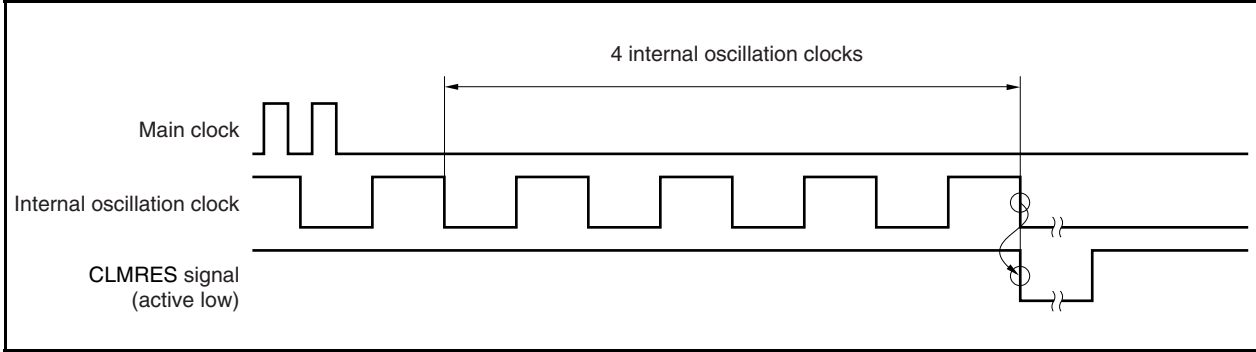 4 internal oscillation clocks
Main clock
Internal oscillation clock
CLMRES signal
(active low)